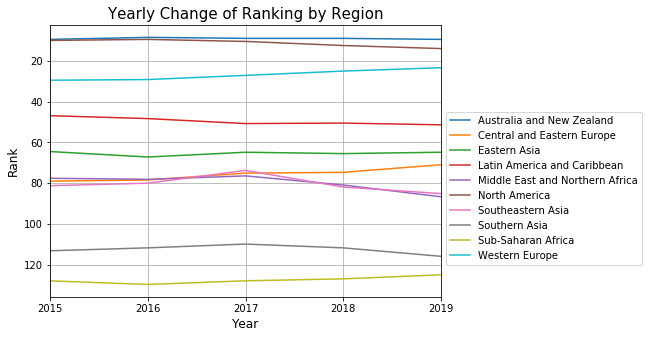 Yearly Change of Ranking by Region
Rank
20
40
60
80
100
120
2015
2016
2017
2018
2019
Year
Australia and New Zealand
Central and Eastern Europe
Eastern Asia
Latin America and Caribbean
Middle East and Northern Africa
North America
Southeastern Asia
Southern Asia
Sub-Saharan Africa
Western Europe